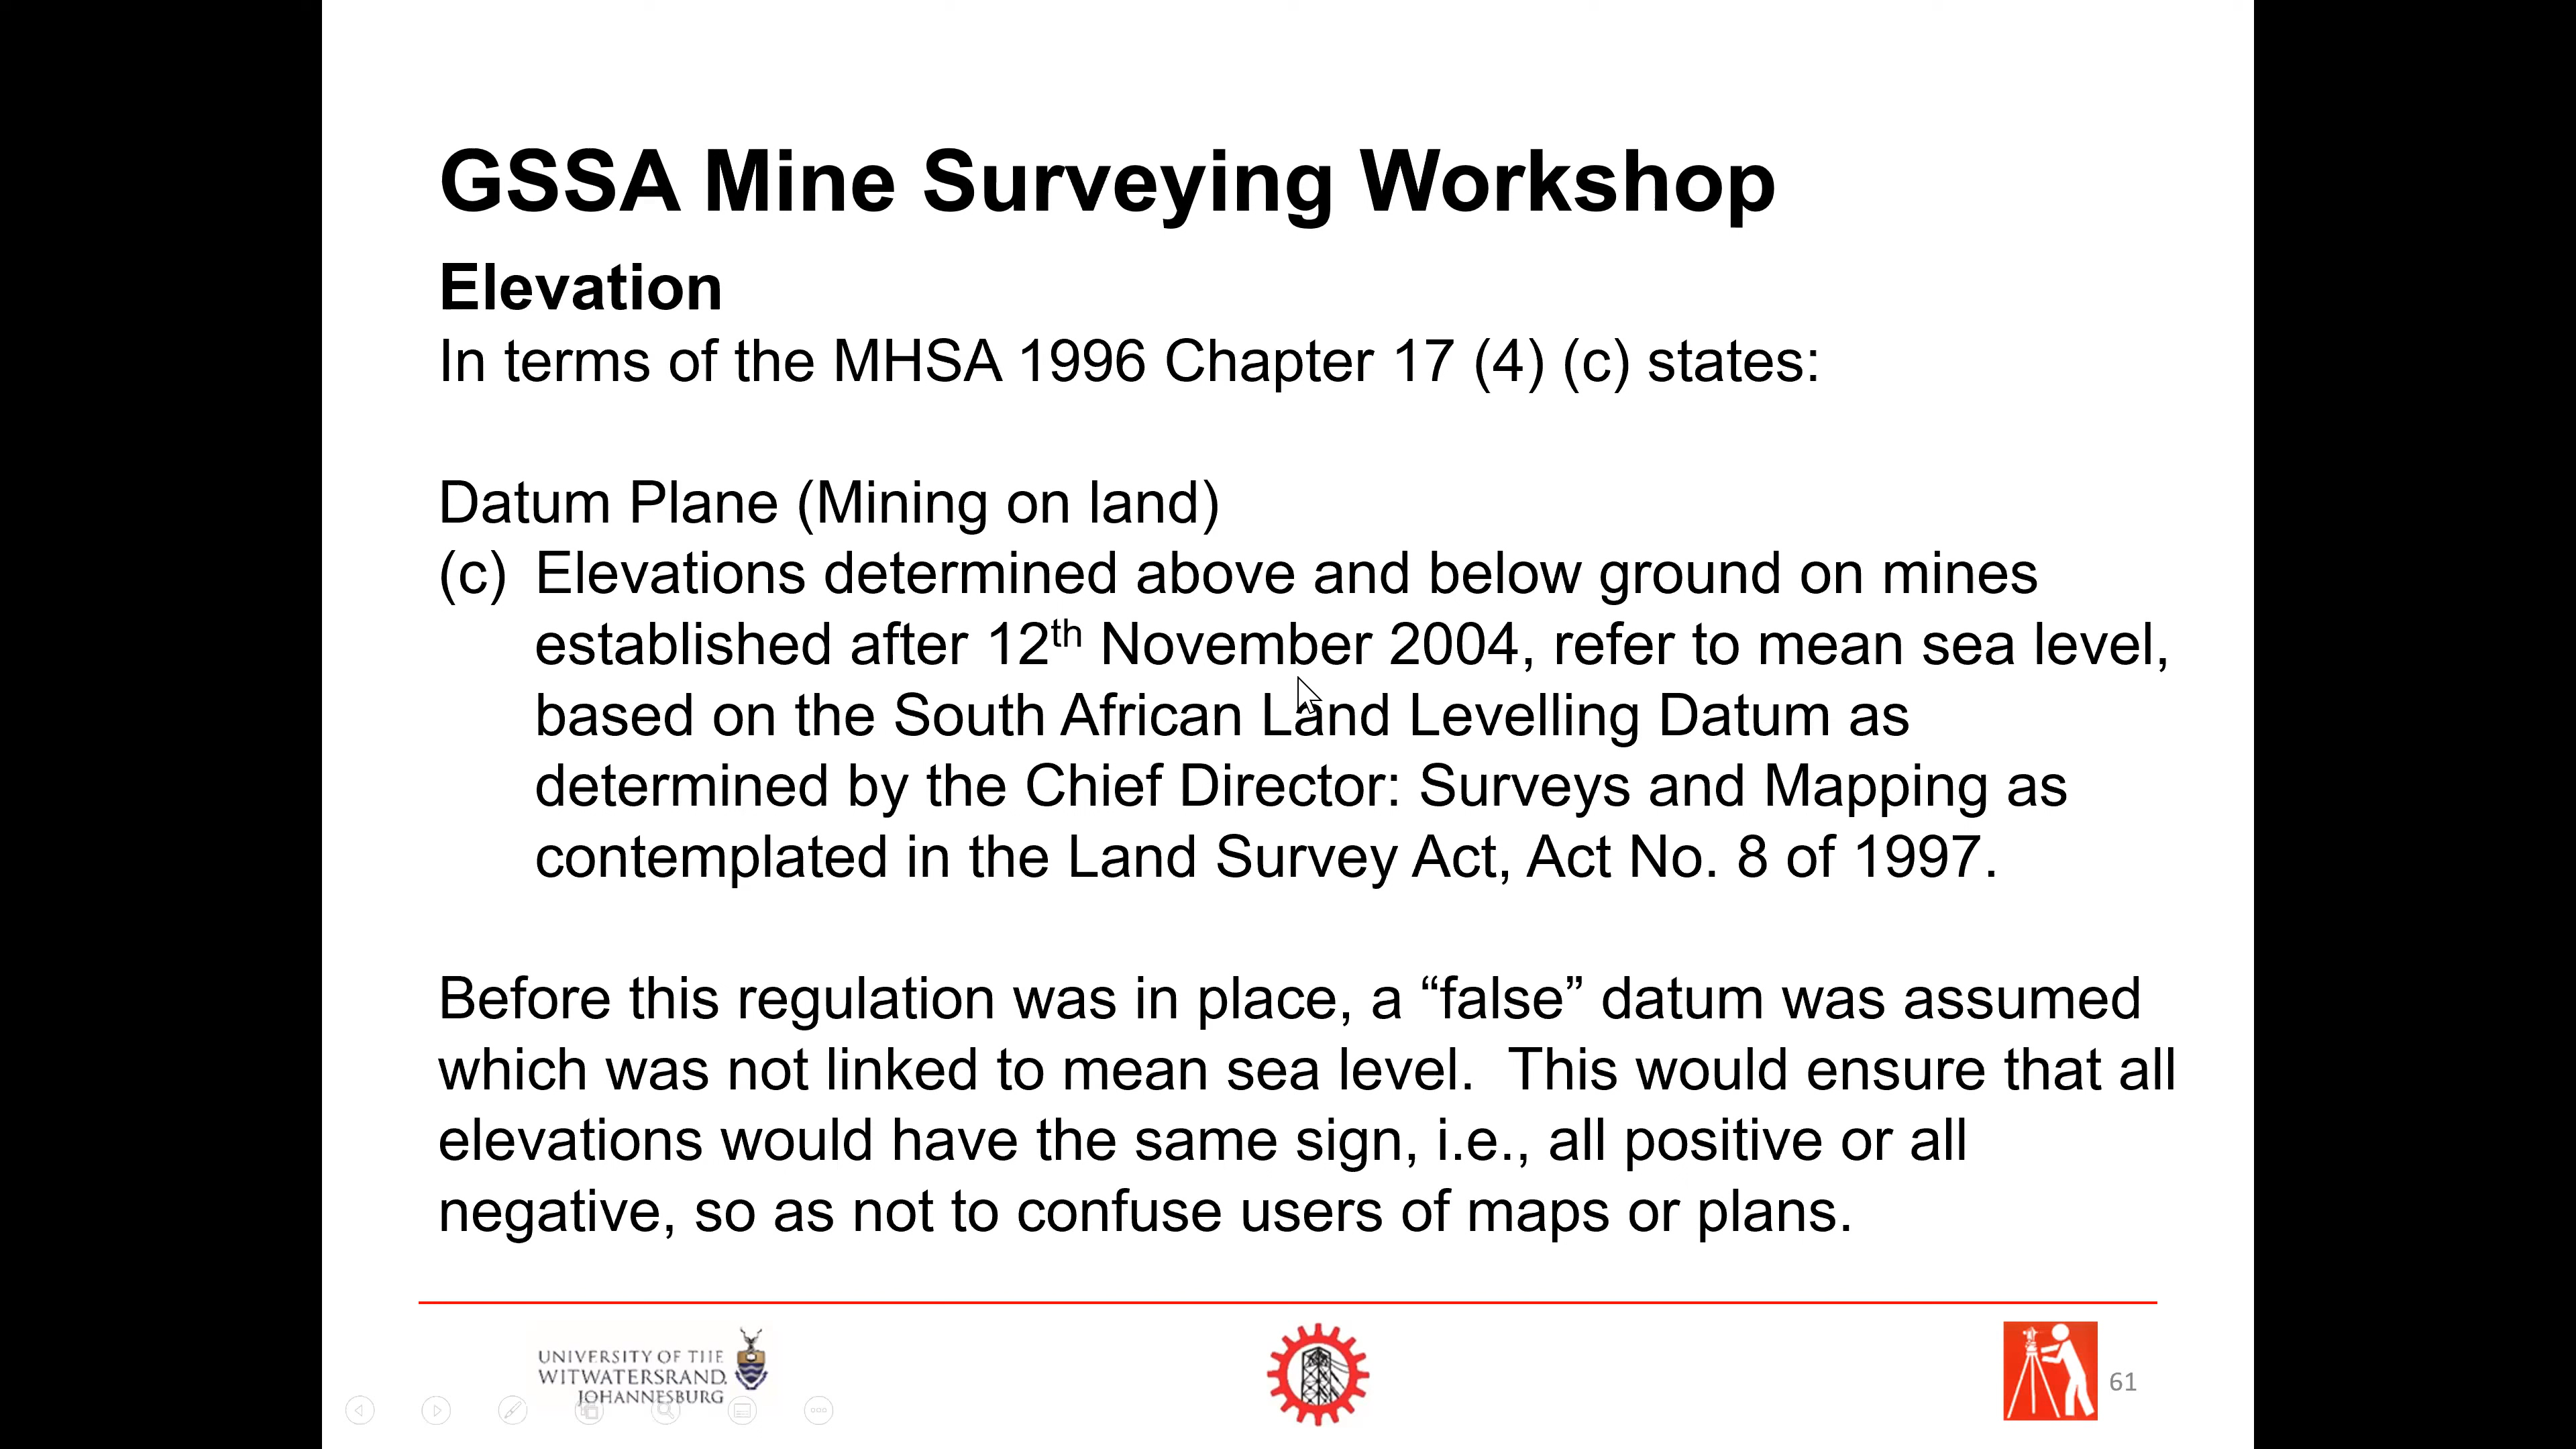 GSSA Mine Surveying Workshop
Elevation
In terms of the MHSA 1996 Chapter 17 (4) (c) states:
Datum Plane (Mining on land)
(c) Elevations determined above and below ground on mines
established after 12th November 2004, refer to mean sea level,
based on the South African Land Levelling Datum as
determined by the Chief Director: Surveys and Mapping as
contemplated in the Land Survey Act, Act No. 8 of 1997.
Before this regulation was in place, a “false” datum was assumed
which was not linked to mean sea level.  This would ensure that all
elevations would have the same sign, i.e., all positive or all
negative, so as not to confuse users of maps or plans.
UNIVERSITY OF THE
WITWATERSRAND,
JOHANNESBURG
61